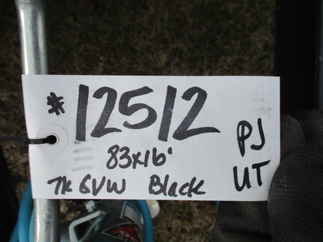 *12512
83x16'
PJ
7k GVW Black
UT